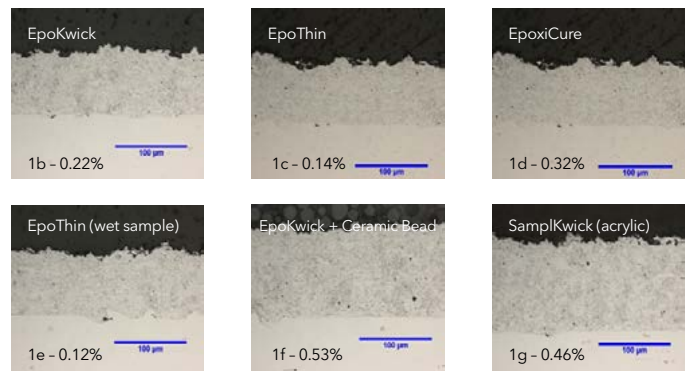 EpoKwick
100 µm
1b – 0.22%
EpoThin
100 µm
1c – 0.14%
EpoxiCure
100 µm
1d – 0.32%
EpoThin (wet sample)
100 µm
1e – 0.12%
EpoKwick + Ceramic Bead
100 µm
1f – 0.53%
SamplKwick (acrylic)
100 µm
1g – 0.46%